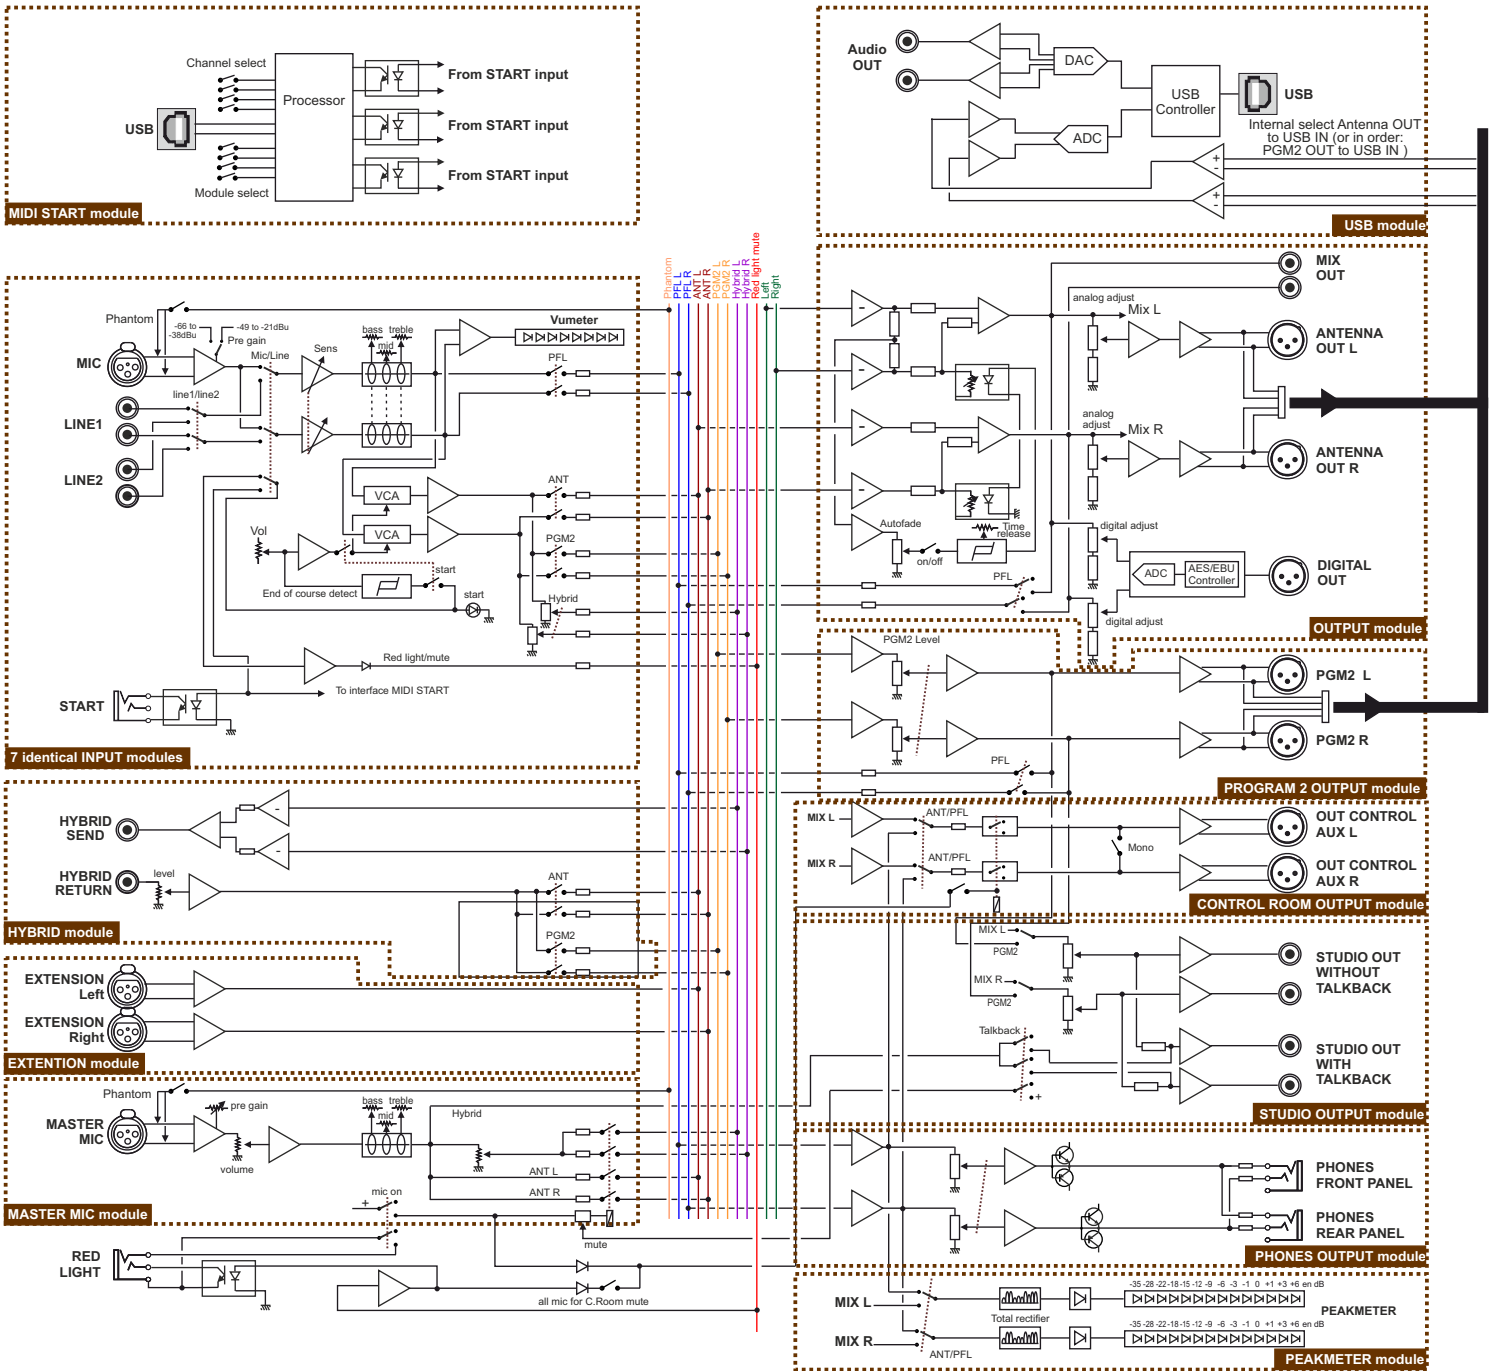 Channel select
Processor
USB
From START input
From START input
From START input
Module select
MIDI START module
Audio
OUT
DAC
ADC
USB
Controller
USB
Internal select Antenna OUT
to USB IN (or in order:
PGM2 OUT to USB IN )
+
-
+
-
USB module
Phantom
PFL L
PFL R
ANT L
ANT R
PGM2 L
PGM2 R
Hybrid L
Hybrid R
Red light mute
Left
Right
Phantom
-66 to
-38dBu
-49 to -21dBu
Pre gain
MIC
Mic/Line
Sens
bass
treble
mid
Vumeter
PFL
line1/line2
LINE1
LINE2
VCA
VCA
ANT
PGM2
Vol
start
End of course detect
start
Hybrid
Red light/mute
START
To interface MIDI START
7 identical INPUT modules
MIX
OUT
analog adjust
Mix L
ANTENNA
OUT L
analog
adjust
Mix R
ANTENNA
OUT R
-
-
-
-
Autofade
on/off
Time
release
digital adjust
ADC
AES/EBU
Controller
DIGITAL
OUT
PFL
digital adjust
OUTPUT module
PGM2 Level
PGM2 L
PGM2 R
PFL
PROGRAM 2 OUTPUT module
HYBRID
SEND
-
-
HYBRID
RETURN
level
ANT
PGM2
HYBRID module
MIX L
ANT/PFL
MIX R
ANT/PFL
Mono
OUT CONTROL
AUX L
OUT CONTROL
AUX R
CONTROL ROOM OUTPUT module
EXTENSION
Left
EXTENSION
Right
EXTENTION module
MIX L
PGM2
MIX R
PGM2
Talkback
+
STUDIO OUT
WITHOUT
TALKBACK
STUDIO OUT
WITH
TALKBACK
STUDIO OUTPUT module
Phantom
MASTER
MIC
pre gain
volume
bass
treble
mid
Hybrid
ANT L
ANT R
mic on
+
mute
MASTER MIC module
PHONES
FRONT PANEL
PHONES
REAR PANEL
PHONES OUTPUT module
RED
LIGHT
all mic for C.Room mute
MIX L
MIX R
ANT/PFL
Total rectifier
-35 -28 -22 -18 -15 -12 -9 -6 -3 -1 0 +1 +3 +6 en dB
PEAKMETER
-35 -28 -22 -18 -15 -12 -9 -6 -3 -1 0 +1 +3 +6 en dB
PEAKMETER module